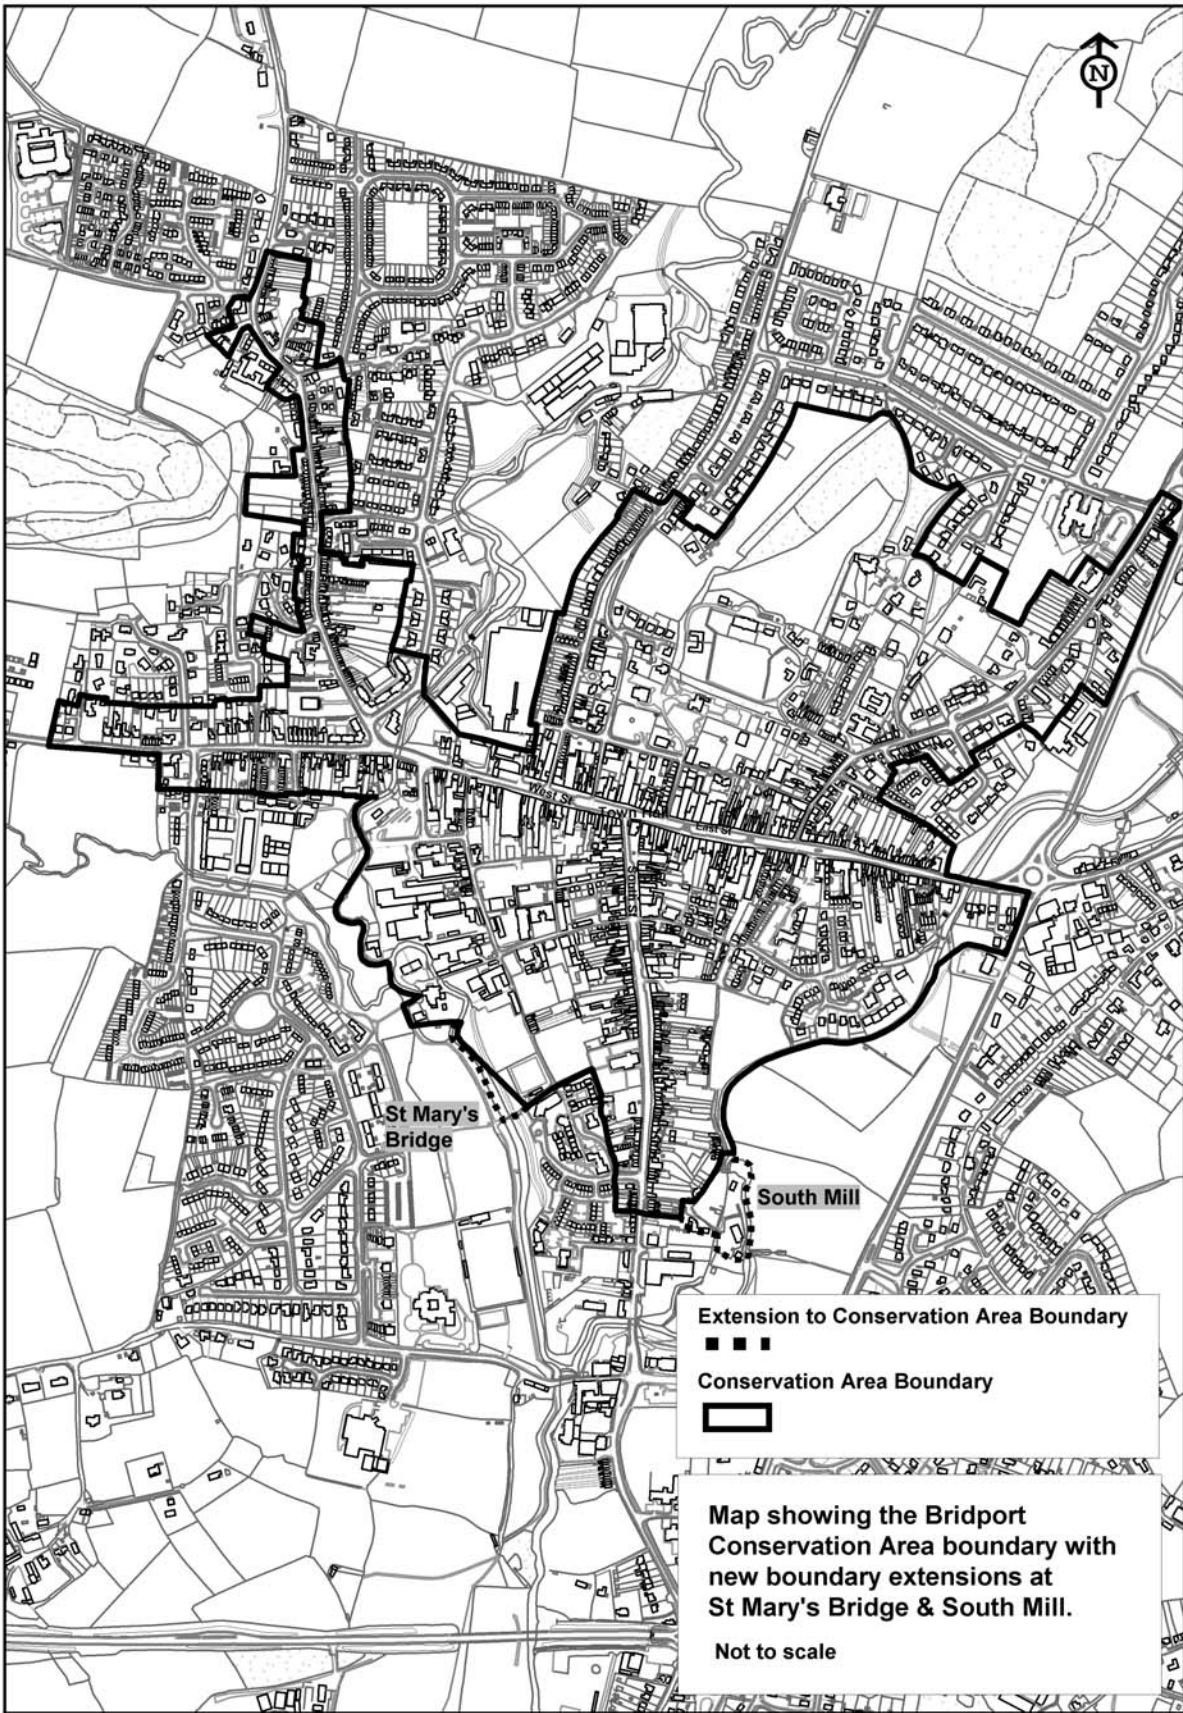 N
West St
Town Hall
East St
South St
St Mary's
Bridge
South Mill
Extension to Conservation Area Boundary
Conservation Area Boundary
Map showing the Bridport
Conservation Area boundary with
new boundary extensions at
St Mary's Bridge & South Mill.
Not to scale